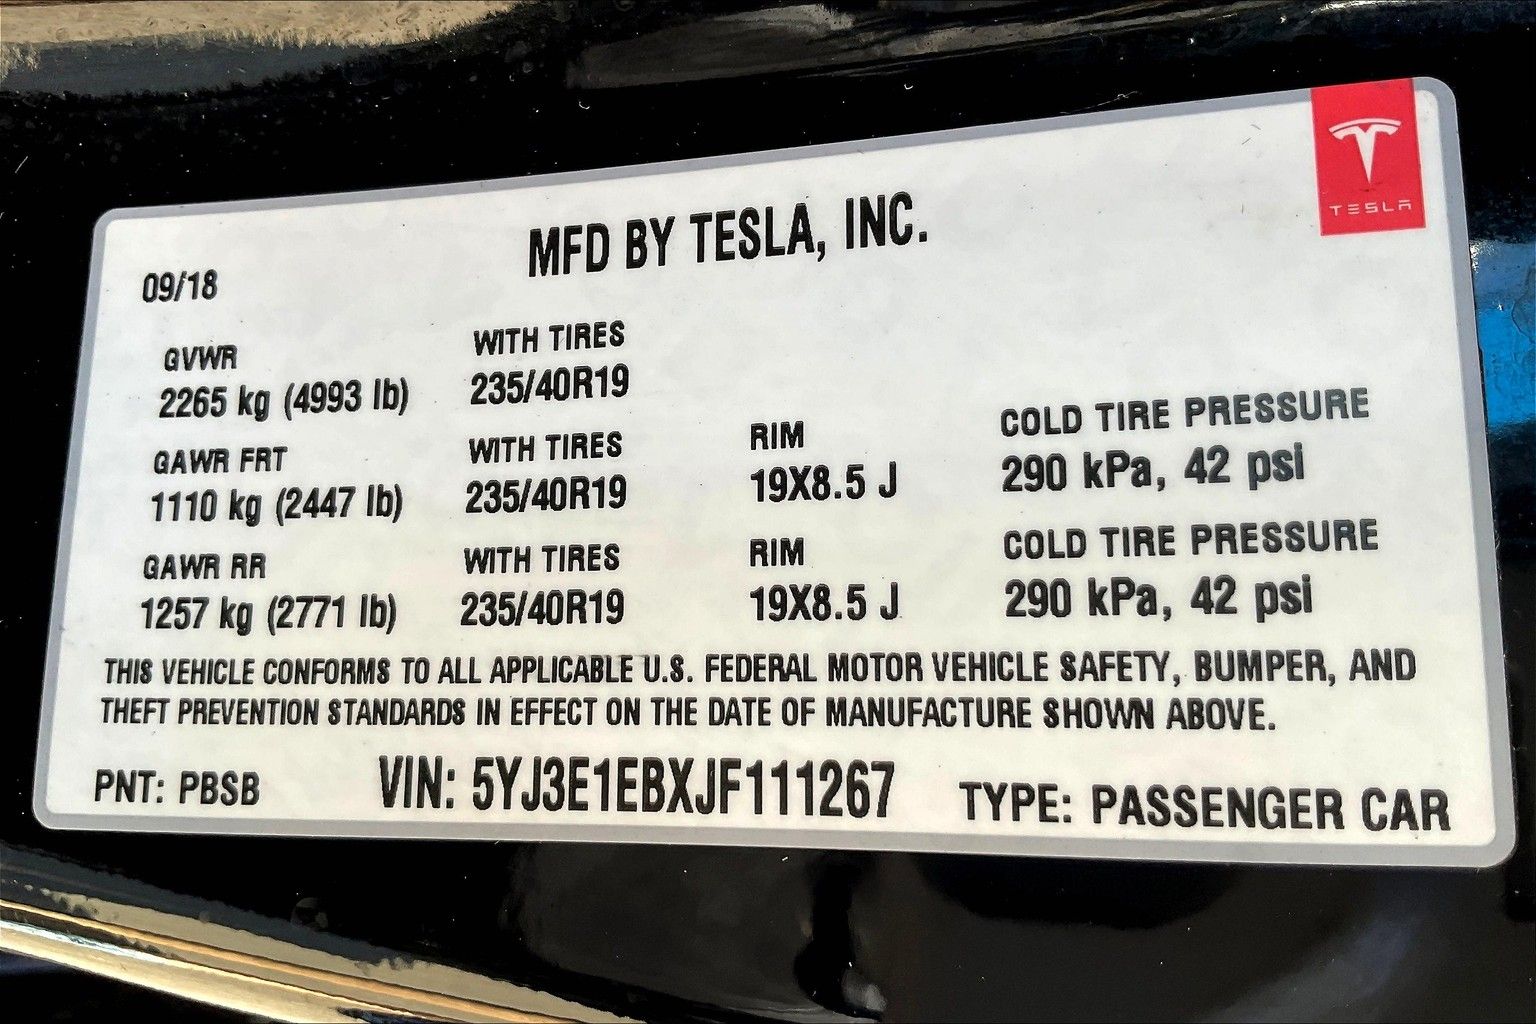 TESLA
MFD BY TESLA, INC.
09/18
GVWR
2265 kg (4993 lb)
WITH TIRES
235/40R19
GAWR FRT
1110 kg (2447 lb)
WITH TIRES
235/40R19
RIM
19X8.5 J
COLD TIRE PRESSURE
290 kPa, 42 psi
GAWR RR
1257 kg (2771 lb)
WITH TIRES
235/40R19
RIM
19X8.5 J
COLD TIRE PRESSURE
290 kPa, 42 psi
THIS VEHICLE CONFORMS TO ALL APPLICABLE U.S. FEDERAL MOTOR VEHICLE SAFETY, BUMPER, AND
THEFT PREVENTION STANDARDS IN EFFECT ON THE DATE OF MANUFACTURE SHOWN ABOVE.
PNT: PBSB
VIN: 5YJ3E1EBXJF111267
TYPE: PASSENGER CAR